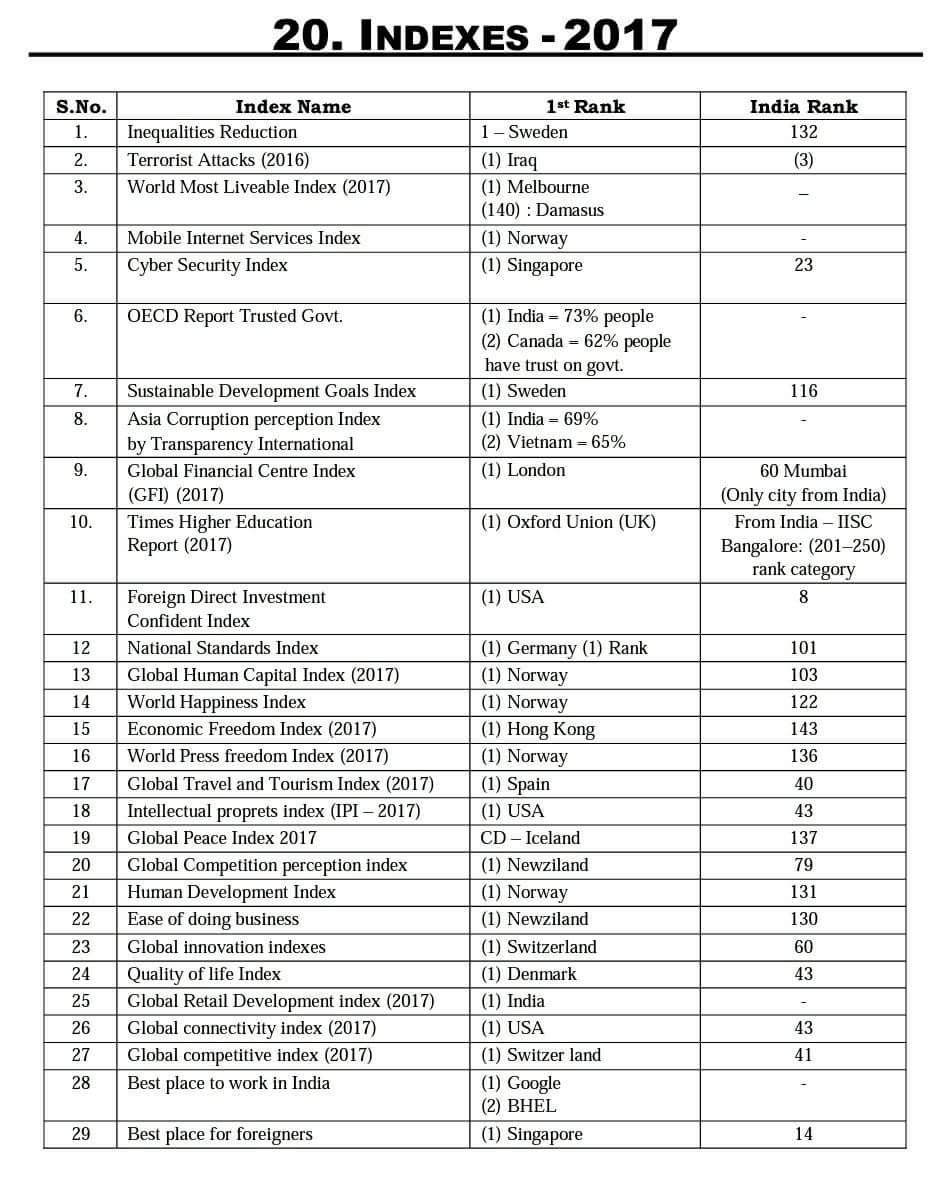 20. INDEXES - 2017
S.No. Index Name 1st Rank India Rank
1. Inequalities Reduction 1 – Sweden 132
2. Terrorist Attacks (2016) (1) Iraq (3)
3. World Most Liveable Index (2017) (1) Melbourne –
(140) : Damasus
4. Mobile Internet Services Index (1) Norway -
5. Cyber Security Index (1) Singapore 23
6. OECD Report Trusted Govt. (1) India = 73% people -
(2) Canada = 62% people
have trust on govt.
7. Sustainable Development Goals Index (1) Sweden 116
8. Asia Corruption perception Index (1) India = 69% -
by Transparency International (2) Vietnam = 65%
9. Global Financial Centre Index (1) London 60 Mumbai
(GFI) (2017) (Only city from India)
10. Times Higher Education (1) Oxford Union (UK) From India – IISC
Report (2017) Bangalore: (201–250)
rank category
11. Foreign Direct Investment (1) USA 8
Confident Index
12 National Standards Index (1) Germany (1) Rank 101
13 Global Human Capital Index (2017) (1) Norway 103
14 World Happiness Index (1) Norway 122
15 Economic Freedom Index (2017) (1) Hong Kong 143
16 World Press freedom Index (2017) (1) Norway 136
17 Global Travel and Tourism Index (2017) (1) Spain 40
18 Intellectual proprets index (IPI – 2017) (1) USA 43
19 Global Peace Index 2017 CD – Iceland 137
20 Global Competition perception index (1) Newziland 79
21 Human Development Index (1) Norway 131
22 Ease of doing business (1) Newziland 130
23 Global innovation indexes (1) Switzerland 60
24 Quality of life Index (1) Denmark 43
25 Global Retail Development index (2017) (1) India -
26 Global connectivity index (2017) (1) USA 43
27 Global competitive index (2017) (1) Switzer land 41
28 Best place to work in India (1) Google -
(2) BHEL
29 Best place for foreigners (1) Singapore 14